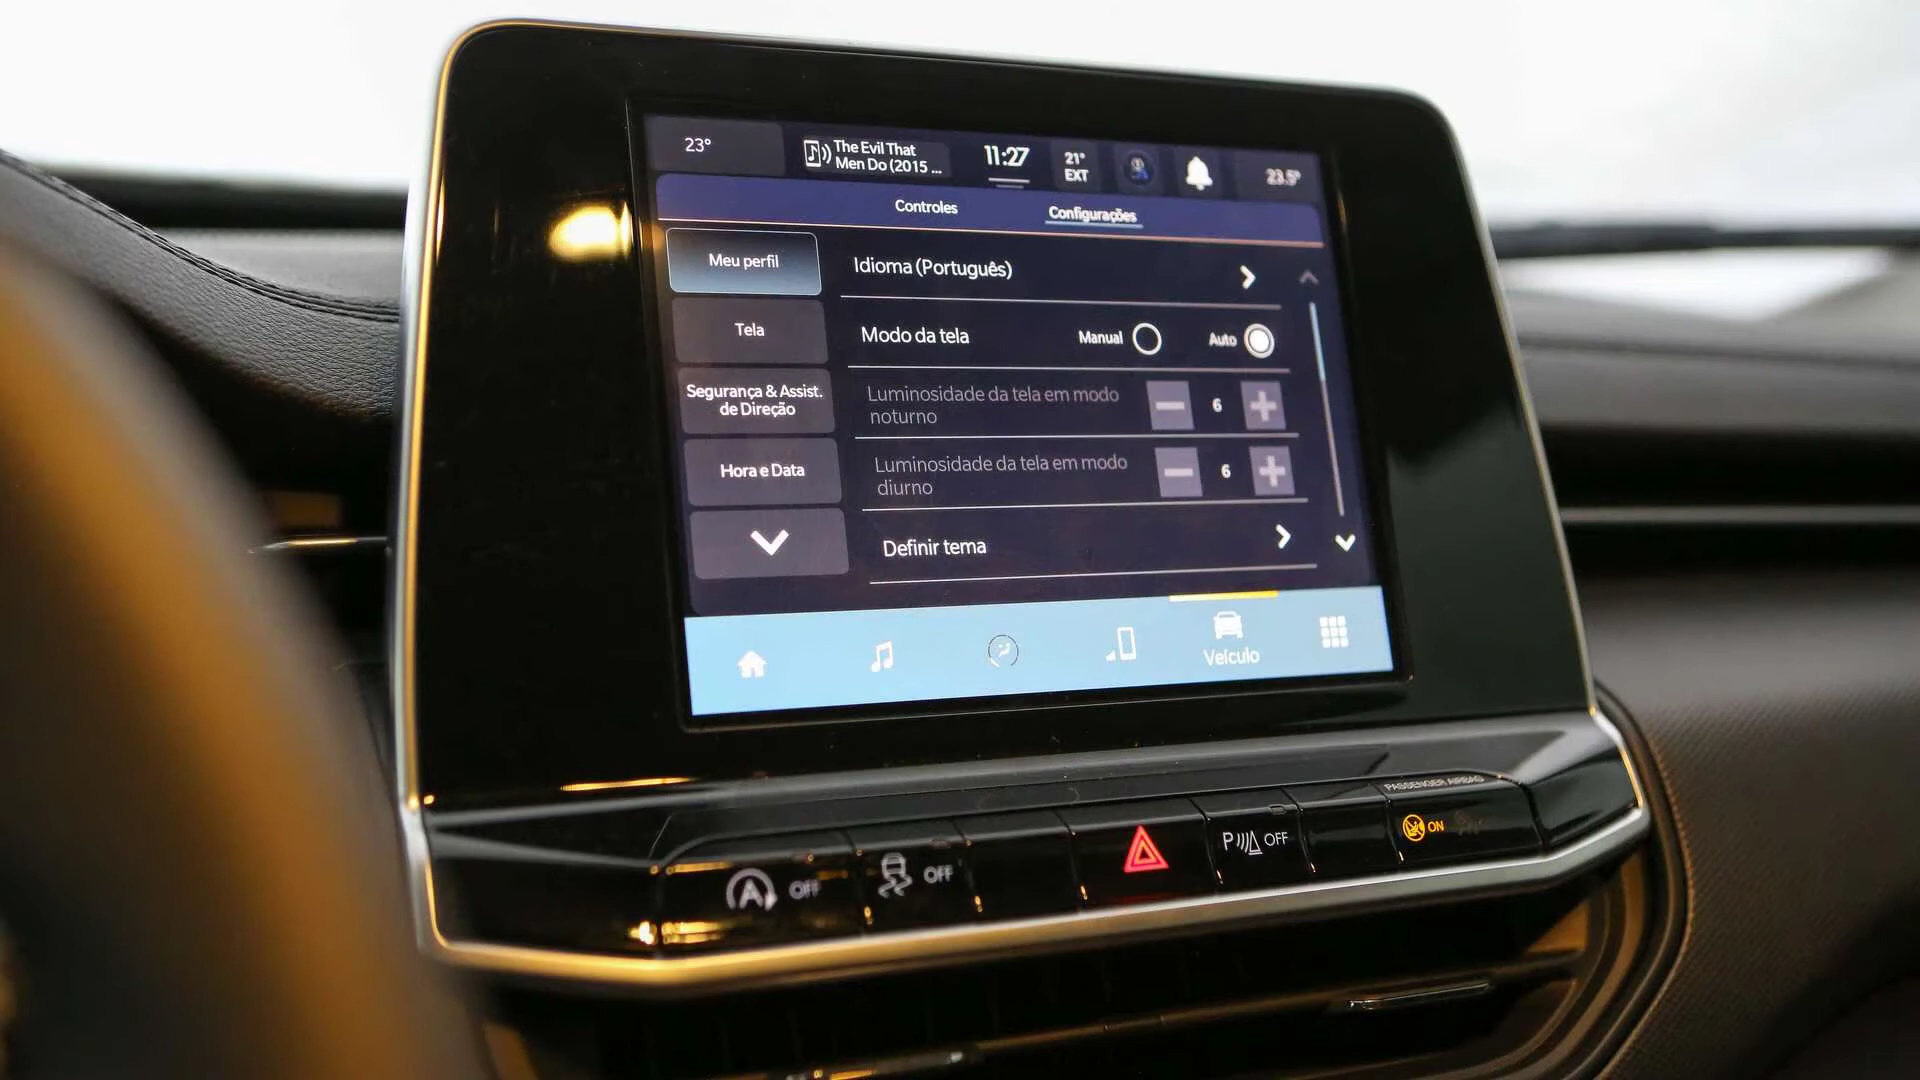 23°
The Evil That
Men Do (2015 ...
11:27
21°
EXT
23.5°
Controles
Configurações
Meu perfil
Tela
Segurança & Assist.
de Direção
Hora e Data
Idioma (Português)
Modo da tela
Manual
Auto
Luminosidade da tela em modo
noturno
6
Luminosidade da tela em modo
diurno
6
Definir tema
Veículo
PASSENGER AIRBAG
A OFF
OFF
P OFF
ON